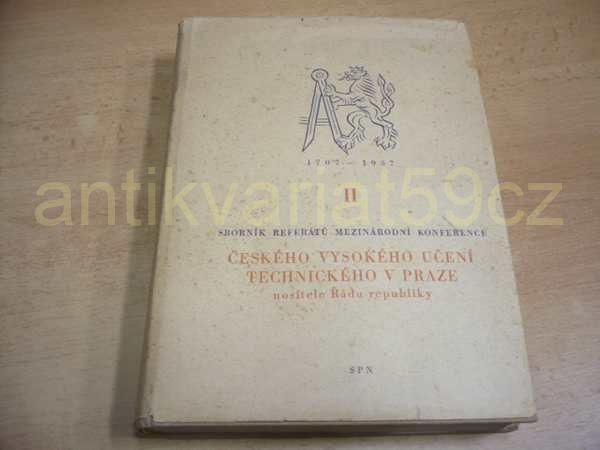 1707 — 1957
II
antikvariat59cz
SBORNÍK REFERÁTŮ MEZINÁRODNÍ KONFERENCE
ČESKÉHO VYSOKÉHO UČENÍ
TECHNICKÉHO V PRAZE
nositele Řádu republiky
SPN